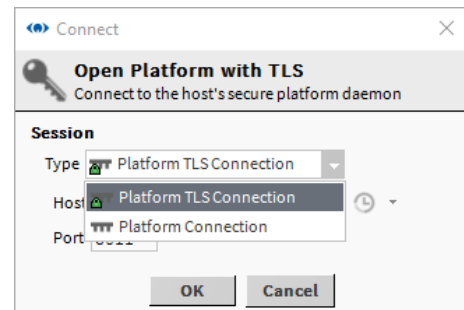 Connect
Open Platform with TLS
Connect to the host's secure platform daemon
Session
Type Platform TLS Connection
Host
Platform TLS Connection
Platform Connection
Port
OK Cancel